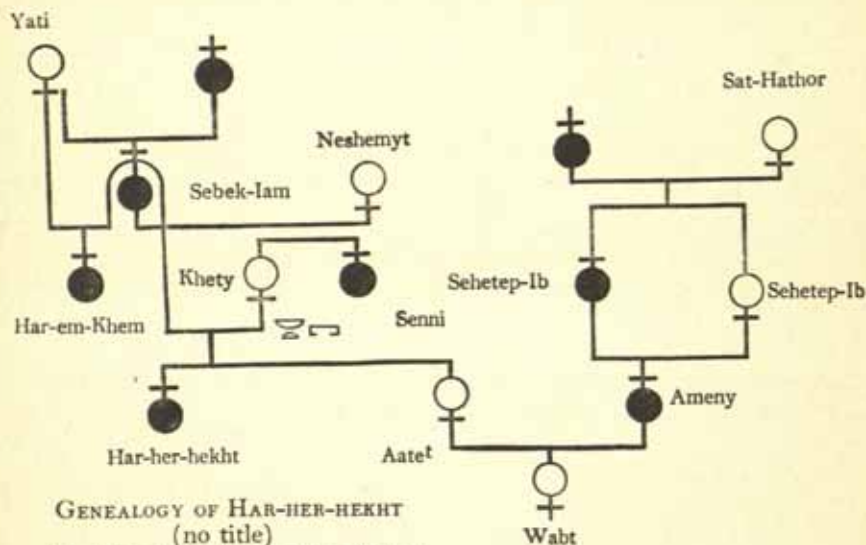 Yati
Sat-Hathor
Neshemyt
Sebek-Iam
Khety
Sehetep-Ib
Sehetep-Ib
Har-em-Khem
Senni
Ameny
Har-her-hekht
Aatet
GENEALOGY OF HAR-HER-HEKHT
(no title)
Wabt